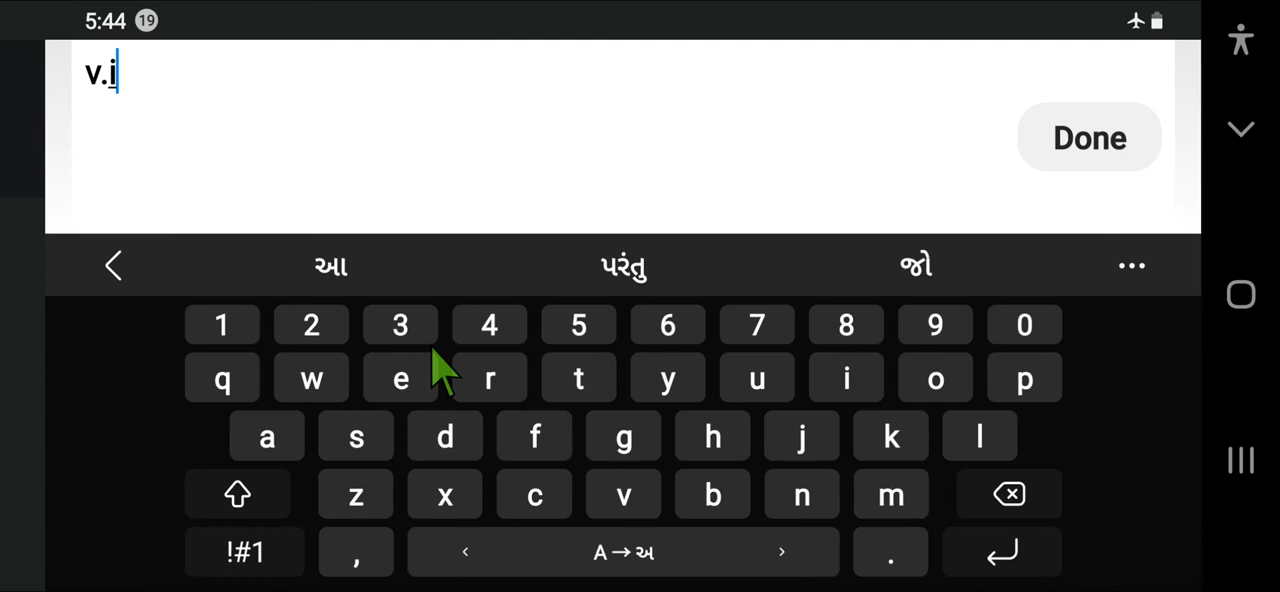 5:44 19
v.i
Done
આ પરંતુ જો ...
1 2 3 4 5 6 7 8 9 0
q w e r t y u i o p
a s d f g h j k l
z x c v b n m
!#1 , < A→અ > .